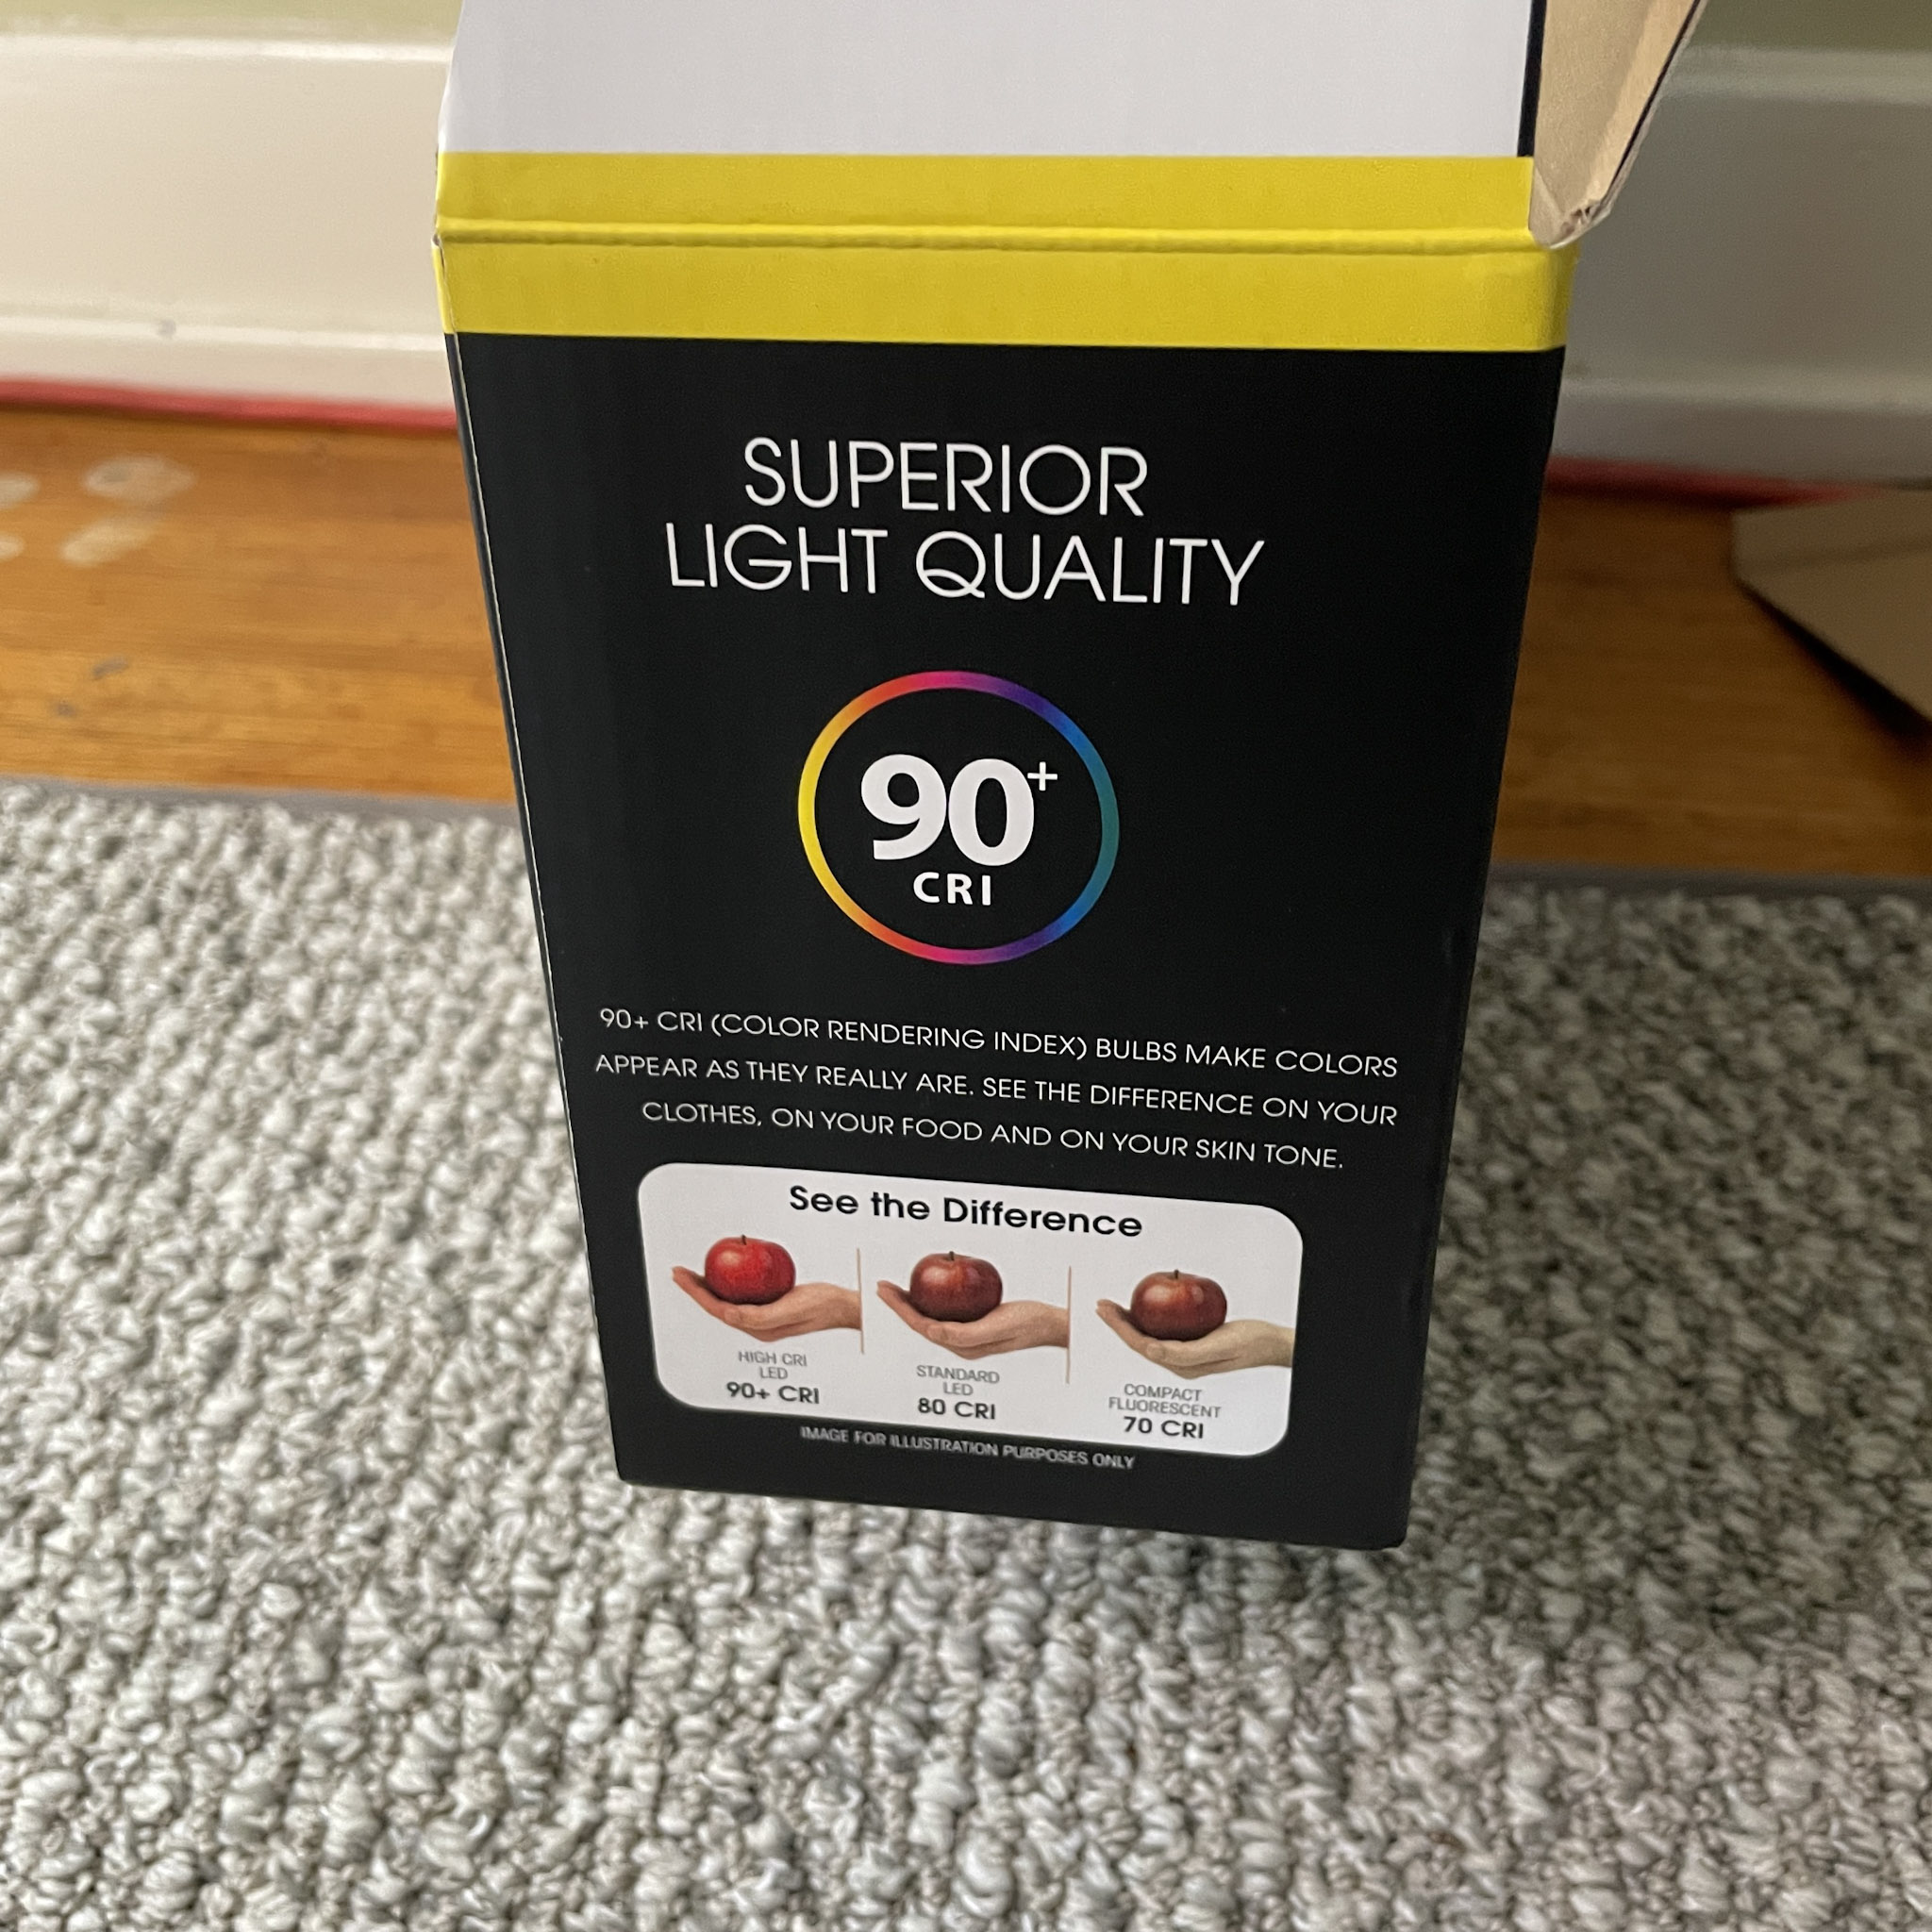 SUPERIOR
LIGHT QUALITY
90+
CRI
90+ CRI (COLOR RENDERING INDEX) BULBS MAKE COLORS
APPEAR AS THEY REALLY ARE. SEE THE DIFFERENCE ON YOUR
CLOTHES, ON YOUR FOOD AND ON YOUR SKIN TONE.
See the Difference
HIGH CRI
LED
90+ CRI
STANDARD
LED
80 CRI
COMPACT
FLUORESCENT
70 CRI
IMAGE FOR ILLUSTRATION PURPOSES ONLY